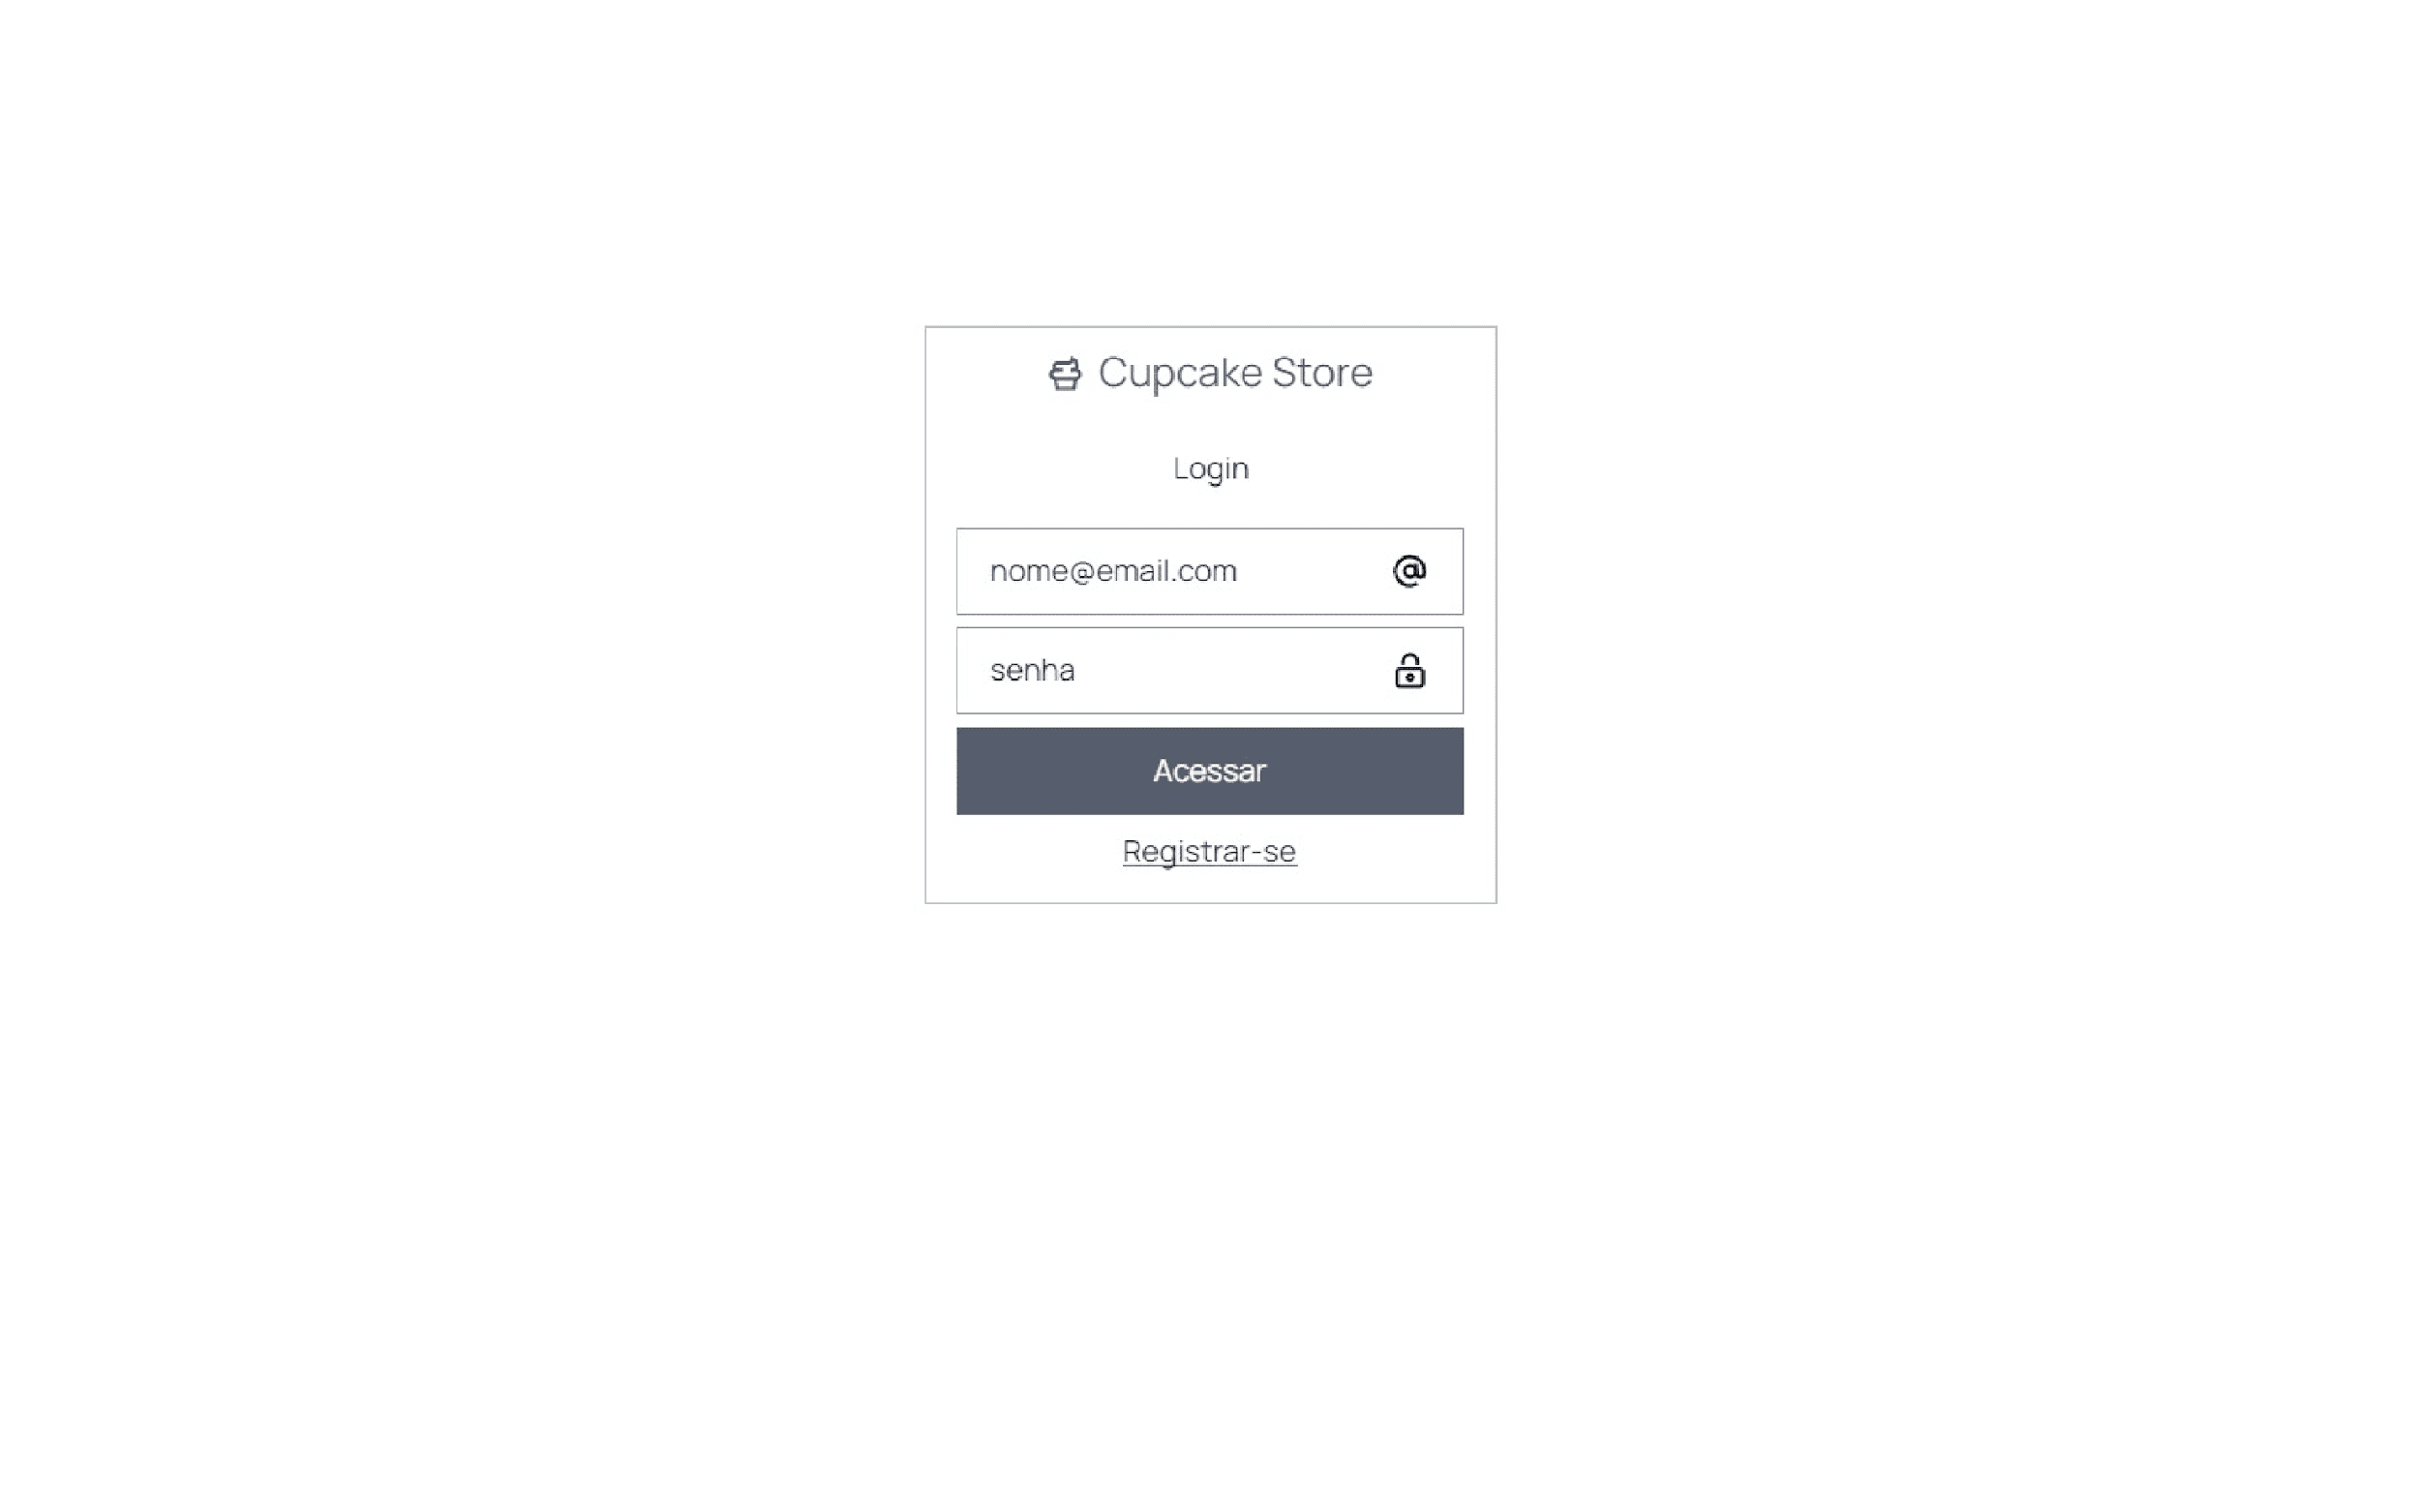 Cupcake Store
Login
nome@email.com
senha
Acessar
Registrar-se